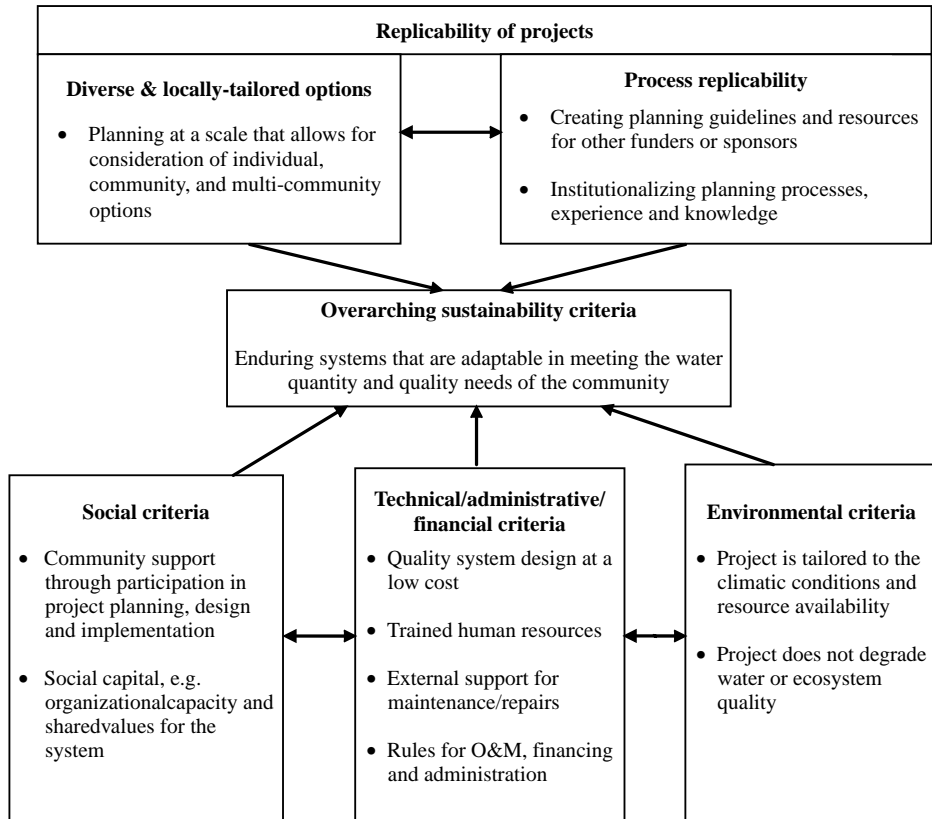 Replicability of projects
Diverse & locally-tailored options
• Planning at a scale that allows for
consideration of individual,
community, and multi-community
options
Process replicability
• Creating planning guidelines and resources
for other funders or sponsors
• Institutionalizing planning processes,
experience and knowledge
Overarching sustainability criteria
Enduring systems that are adaptable in meeting the water
quantity and quality needs of the community
Social criteria
• Community support
through participation in
project planning, design
and implementation
• Social capital, e.g.
organizationalcapacity and
sharedvalues for the
system
Technical/administrative/
financial criteria
• Quality system design at a
low cost
• Trained human resources
• External support for
maintenance/repairs
• Rules for O&M, financing
and administration
Environmental criteria
• Project is tailored to the
climatic conditions and
resource availability
• Project does not degrade
water or ecosystem
quality